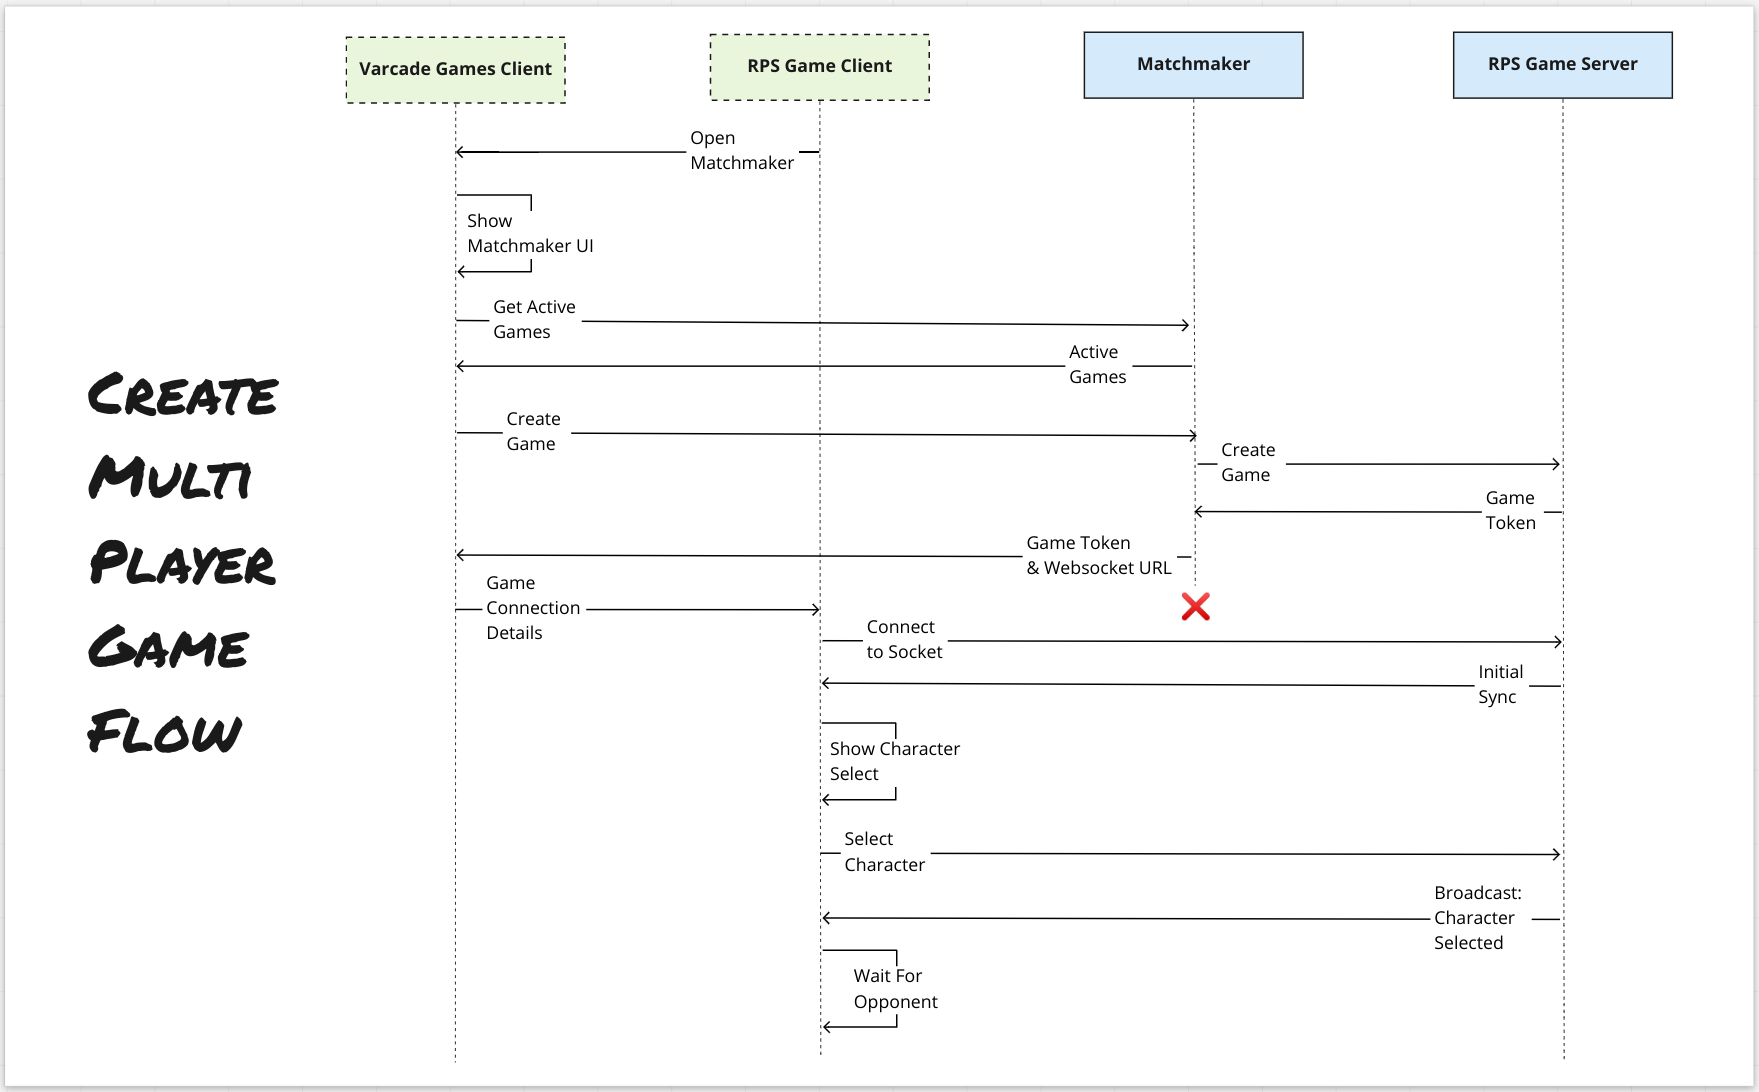 Varcade Games Client
RPS Game Client
Matchmaker
RPS Game Server
Open
Matchmaker
Show
Matchmaker UI
Get Active
Games
Active
Games
Create
Game
Create
Game
Game
Token
Game Token
& Websocket URL
Game
Connection
Details
Connect
to Socket
Initial
Sync
Show Character
Select
Select
Character
Broadcast:
Character
Selected
Wait For
Opponent
CREATE
MULTI
PLAYER
GAME
FLOW